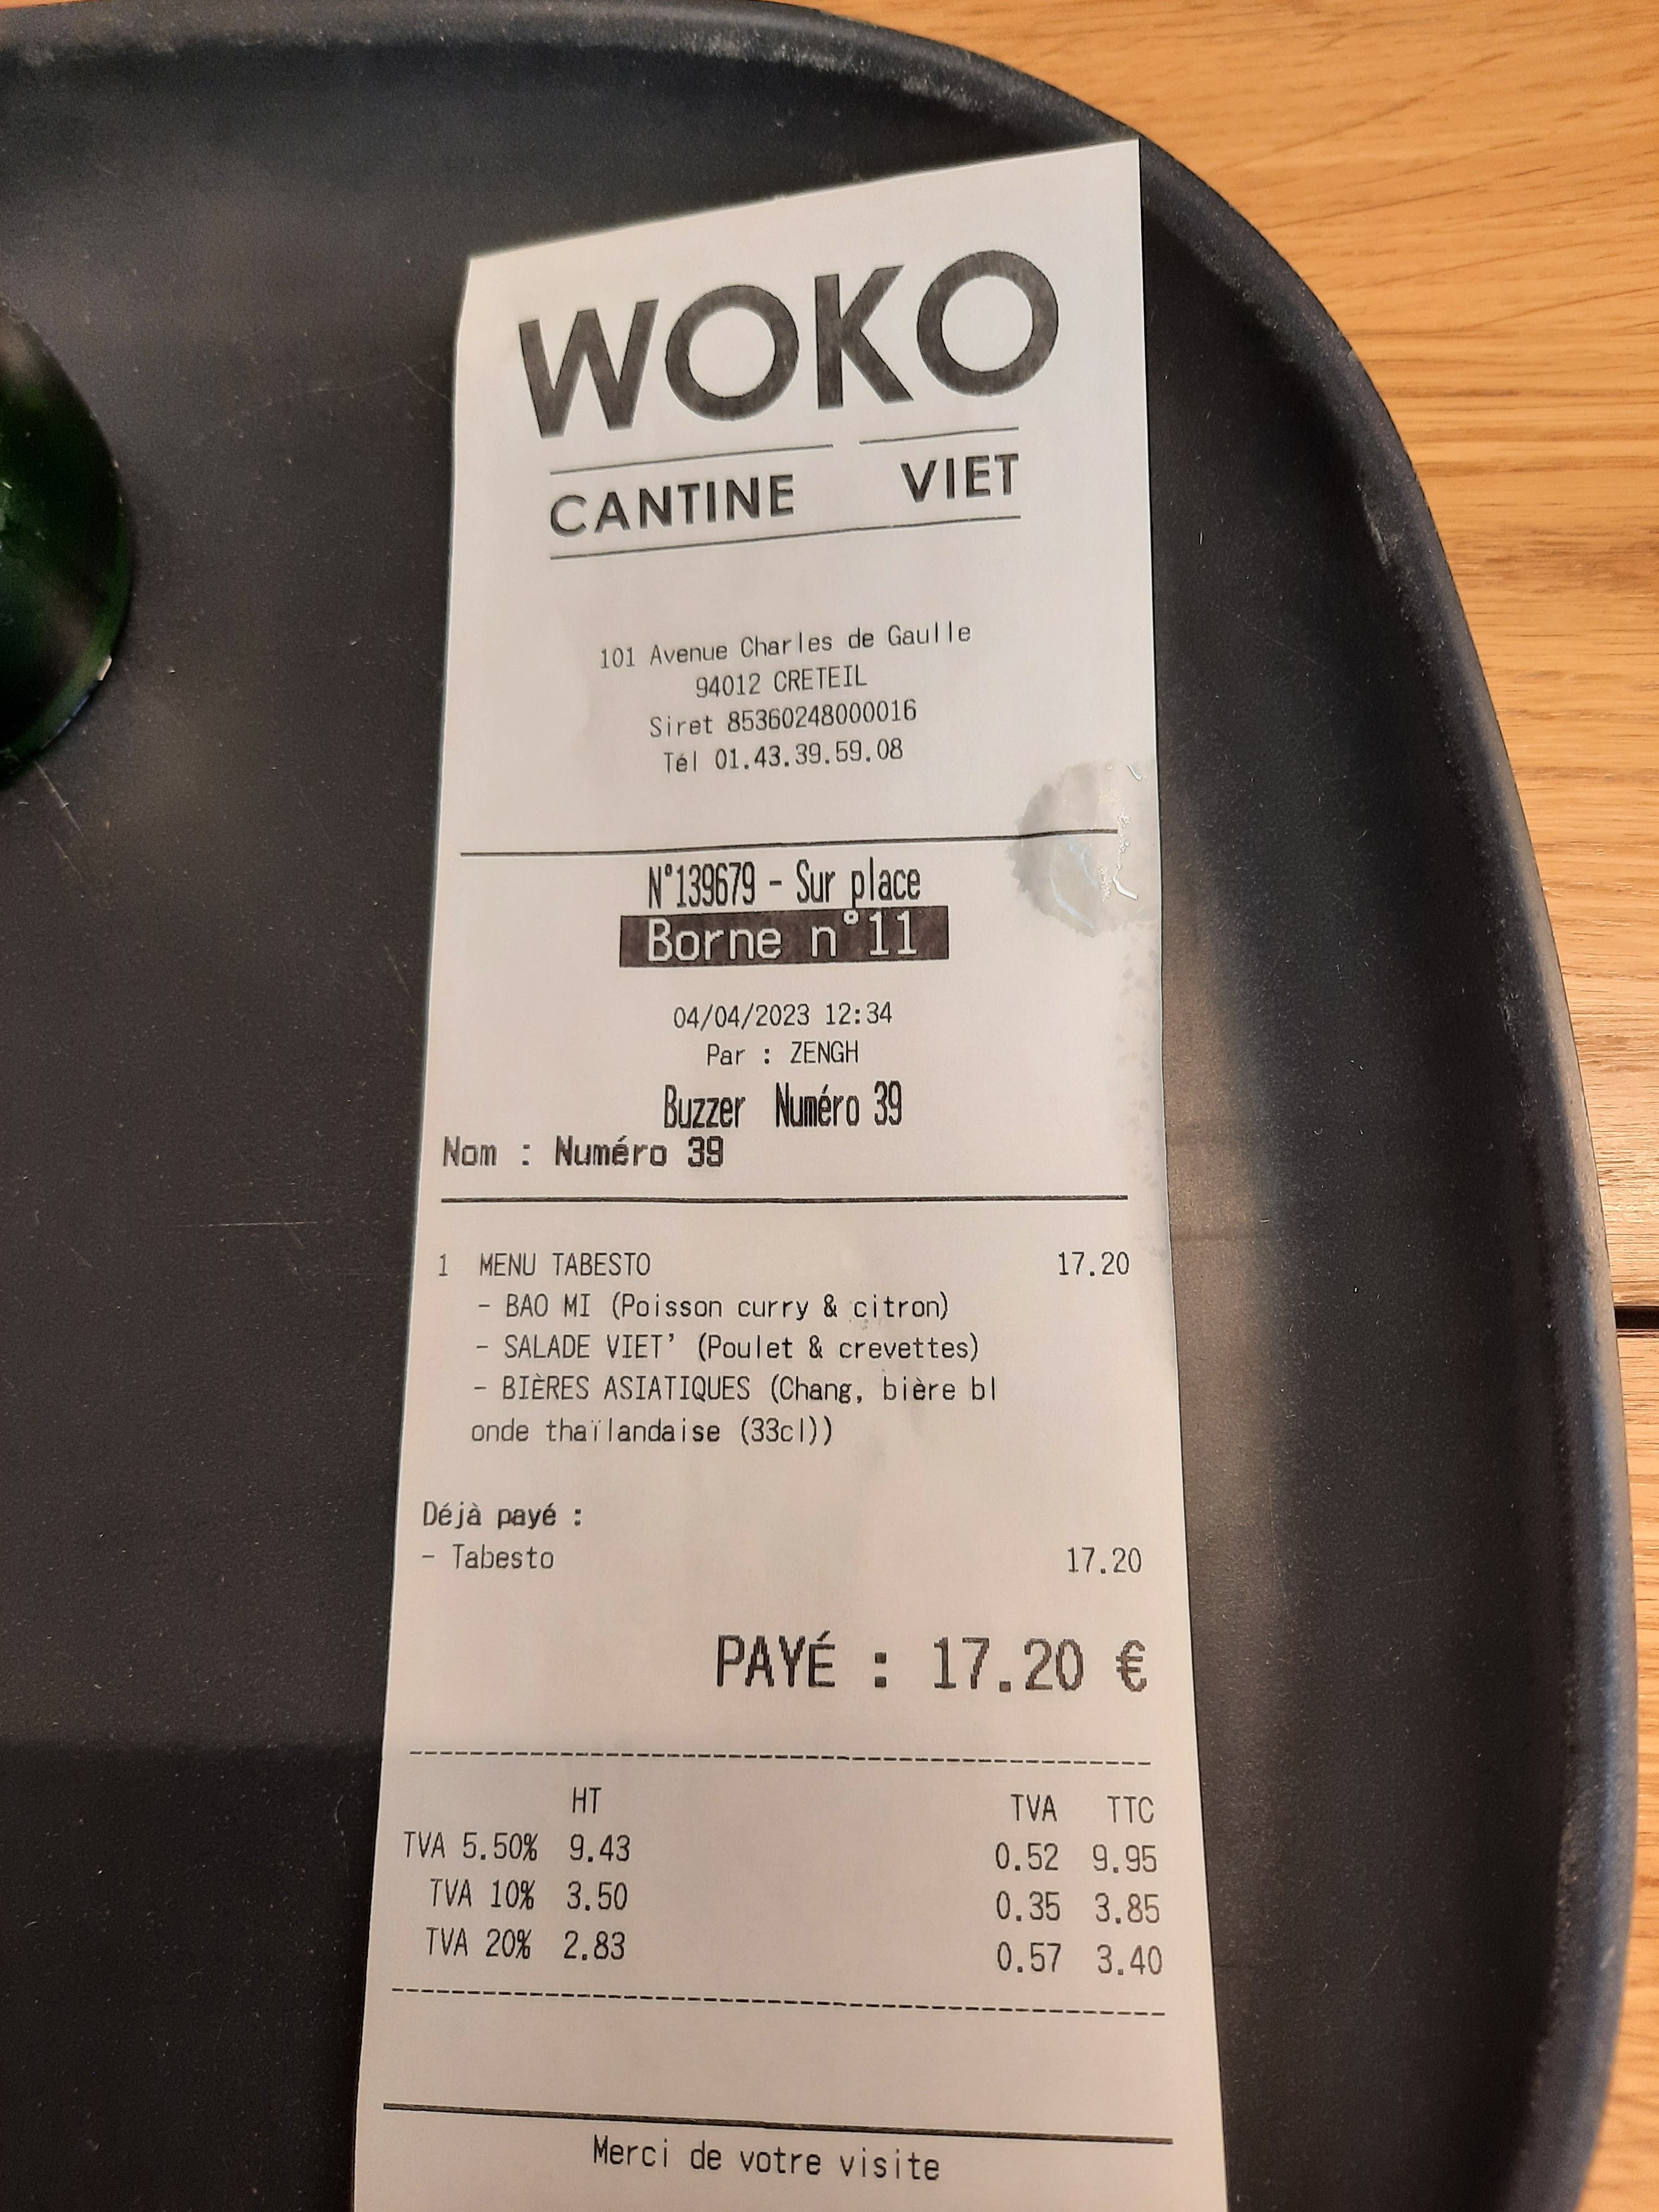 WOKO
CANTINE VIET
101 Avenue Charles de Gaulle
94012 CRETEIL
Siret 85360248000016
Tél 01.43.39.59.08
N°139679 - Sur place
Borne n°11
04/04/2023 12:34
Par : ZENGH
Buzzer Numéro 39
Nom : Numéro 39
1 MENU TABESTO 17.20
- BAO MI (Poisson curry & citron)
- SALADE VIET' (Poulet & crevettes)
- BIÈRES ASIATIQUES (Chang, bière bl
onde thaïlandaise (33cl))
Déjà payé :
- Tabesto 17.20
PAYÉ : 17.20 €
HT TVA TTC
TVA 5.50% 9.43 0.52 9.95
TVA 10% 3.50 0.35 3.85
TVA 20% 2.83 0.57 3.40
Merci de votre visite